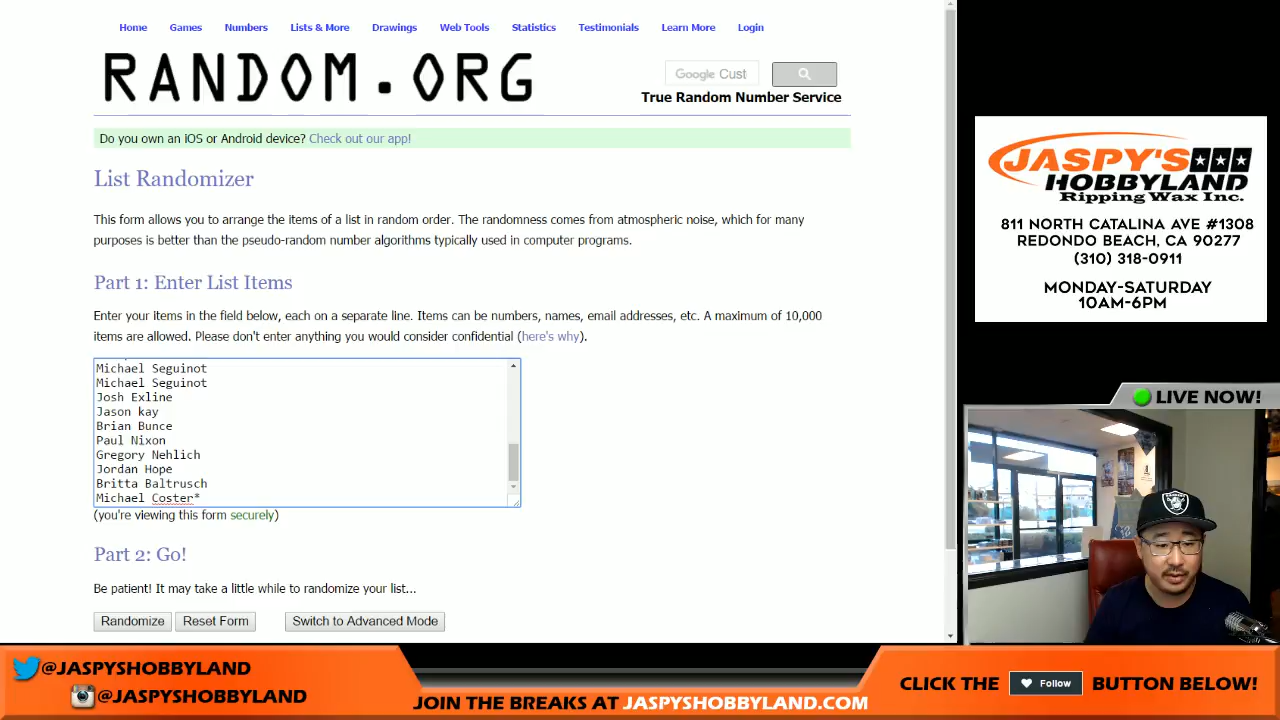 Home Games Numbers Lists & More Drawings Web Tools Statistics Testimonials Learn More Login
RANDOM.ORG
Google Cust
True Random Number Service
Do you own an iOS or Android device? Check out our app!
List Randomizer
This form allows you to arrange the items of a list in random order. The randomness comes from atmospheric noise, which for many
purposes is better than the pseudo-random number algorithms typically used in computer programs.
Part 1: Enter List Items
Enter your items in the field below, each on a separate line. Items can be numbers, names, email addresses, etc. A maximum of 10,000
items are allowed. Please don't enter anything you would consider confidential (here's why).
Michael Seguinot
Michael Seguinot
Josh Exline
Jason kay
Brian Bunce
Paul Nixon
Gregory Nehlich
Jordan Hope
Britta Baltrusch
Michael Coster*
(you're viewing this form securely)
Part 2: Go!
Be patient! It may take a little while to randomize your list...
Randomize Reset Form Switch to Advanced Mode
JASPY'S
HOBBYLAND
Ripping Wax Inc.
811 NORTH CATALINA AVE #1308
REDONDO BEACH, CA 90277
(310) 318-0911
MONDAY-SATURDAY
10AM-6PM
LIVE NOW!
@JASPYSHOBBYLAND
@JASPYSHOBBYLAND
JOIN THE BREAKS AT JASPYSHOBBYLAND.COM
CLICK THE Follow BUTTON BELOW!